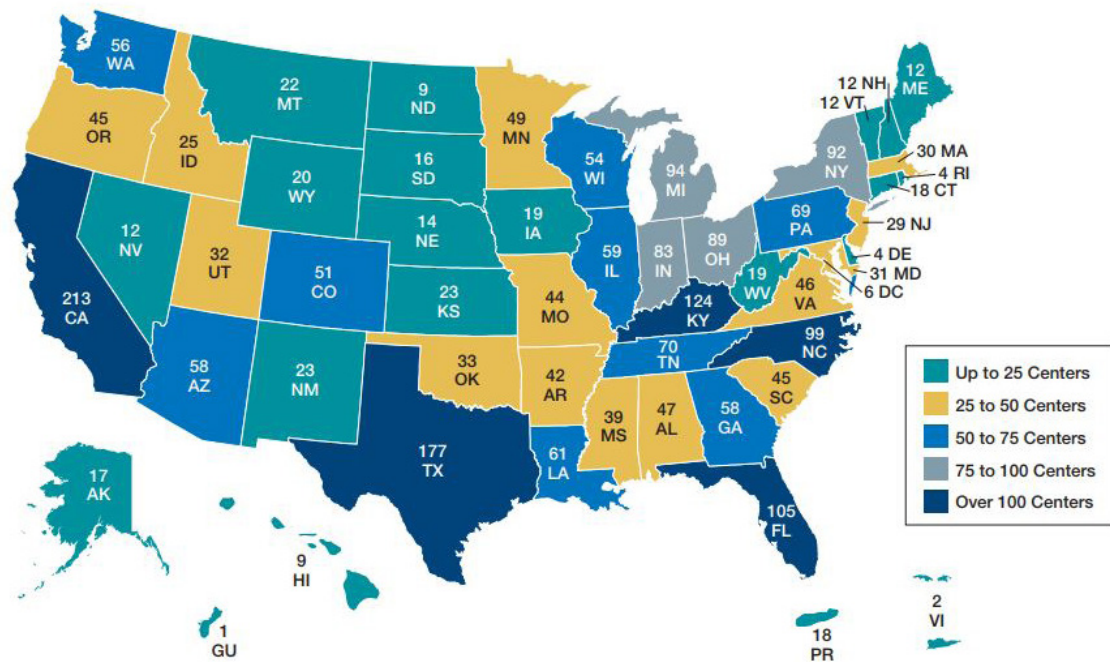 56
WA
45
OR
25
ID
22
MT
9
ND
49
MN
16
SD
20
WY
14
NE
19
IA
54
WI
94
MI
12 NH
12 VT
12
ME
92
NY
30 MA
4 RI
18 CT
69
PA
29 NJ
4 DE
31 MD
6 DC
12
NV
32
UT
51
CO
23
KS
44
MO
59
IL
83
IN
89
OH
19
WV
46
VA
213
CA
124
KY
99
NC
58
AZ
23
NM
33
OK
42
AR
70
TN
45
SC
177
TX
61
LA
39
MS
47
AL
58
GA
105
FL
17
AK
9
HI
1
GU
18
PR
2
VI
Up to 25 Centers
25 to 50 Centers
50 to 75 Centers
75 to 100 Centers
Over 100 Centers